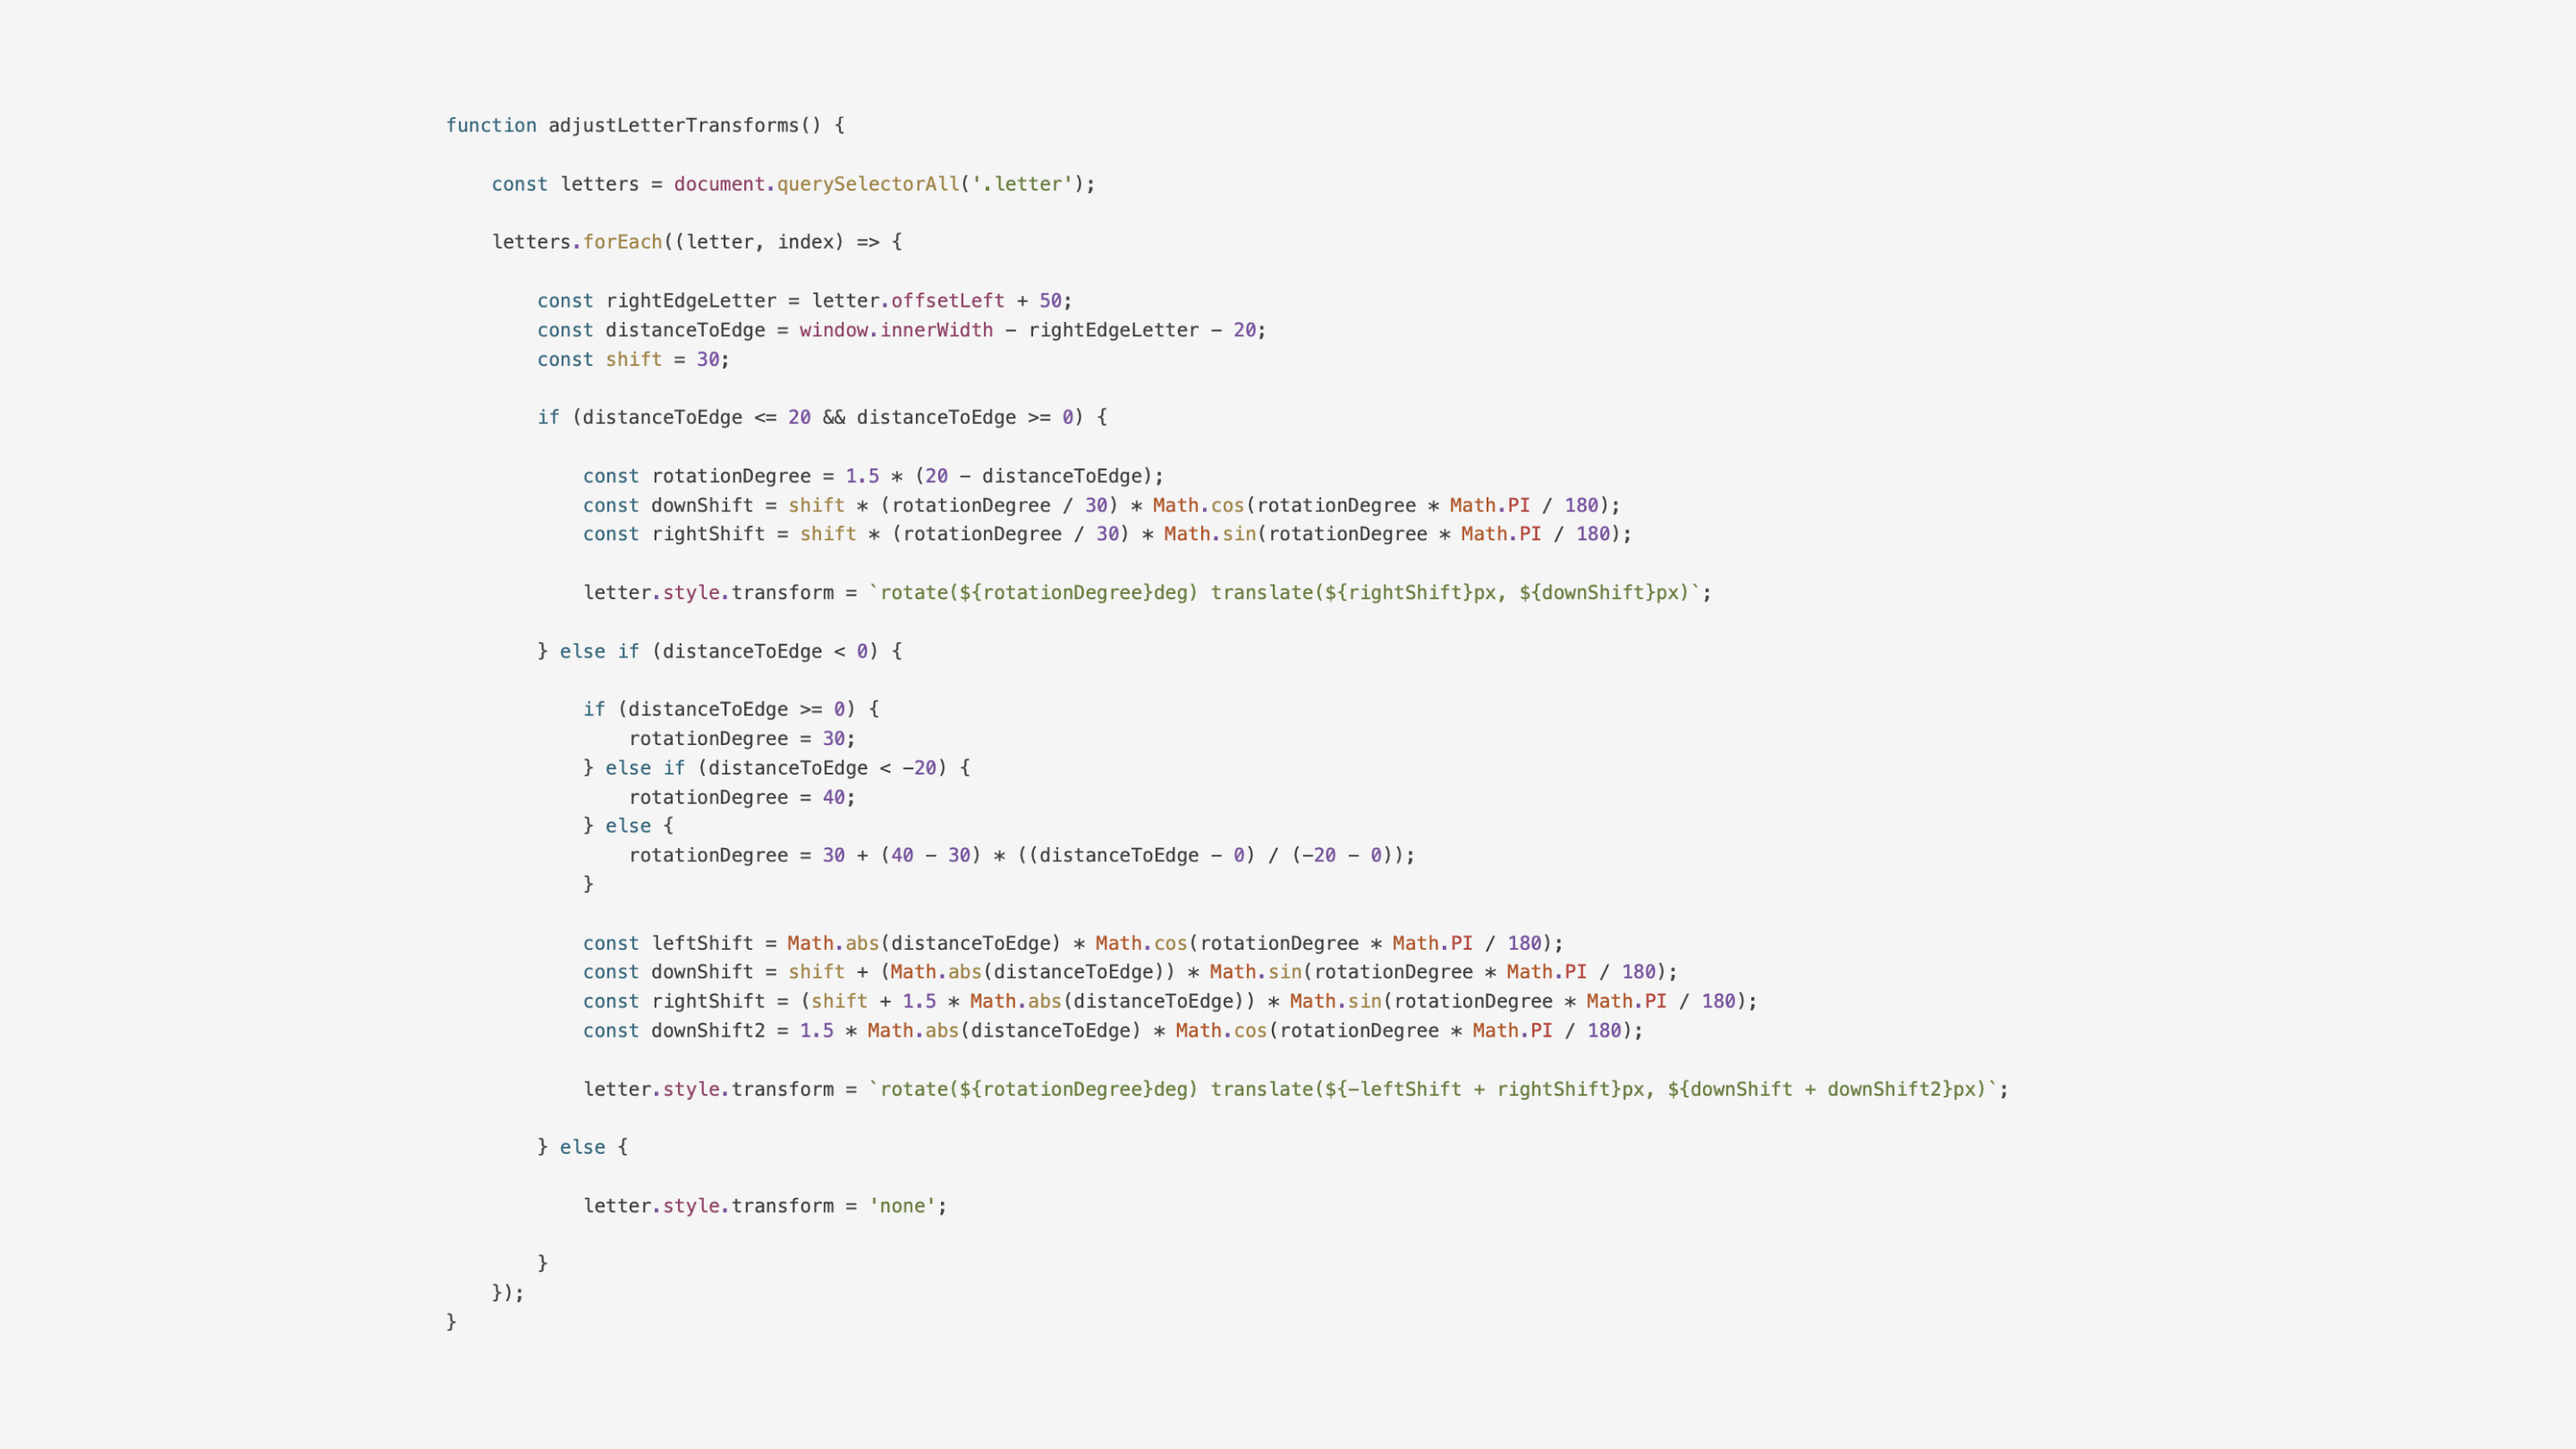 function adjustLetterTransforms() {
    const letters = document.querySelectorAll('.letter');
    letters.forEach((letter, index) => {
        const rightEdgeLetter = letter.offsetLeft + 50;
        const distanceToEdge = window.innerWidth − rightEdgeLetter − 20;
        const shift = 30;
        if (distanceToEdge <= 20 && distanceToEdge >= 0) {
            const rotationDegree = 1.5 * (20 − distanceToEdge);
            const downShift = shift * (rotationDegree / 30) * Math.cos(rotationDegree * Math.PI / 180);
            const rightShift = shift * (rotationDegree / 30) * Math.sin(rotationDegree * Math.PI / 180);
            letter.style.transform = `rotate(${rotationDegree}deg) translate(${rightShift}px, ${downShift}px)`;
        } else if (distanceToEdge < 0) {
            if (distanceToEdge >= 0) {
                rotationDegree = 30;
            } else if (distanceToEdge < −20) {
                rotationDegree = 40;
            } else {
                rotationDegree = 30 + (40 − 30) * ((distanceToEdge − 0) / (−20 − 0));
            }
            const leftShift = Math.abs(distanceToEdge) * Math.cos(rotationDegree * Math.PI / 180);
            const downShift = shift + (Math.abs(distanceToEdge)) * Math.sin(rotationDegree * Math.PI / 180);
            const rightShift = (shift + 1.5 * Math.abs(distanceToEdge)) * Math.sin(rotationDegree * Math.PI / 180);
            const downShift2 = 1.5 * Math.abs(distanceToEdge) * Math.cos(rotationDegree * Math.PI / 180);
            letter.style.transform = `rotate(${rotationDegree}deg) translate(${−leftShift + rightShift}px, ${downShift + downShift2}px)`;
        } else {
            letter.style.transform = 'none';
        }
    });
}